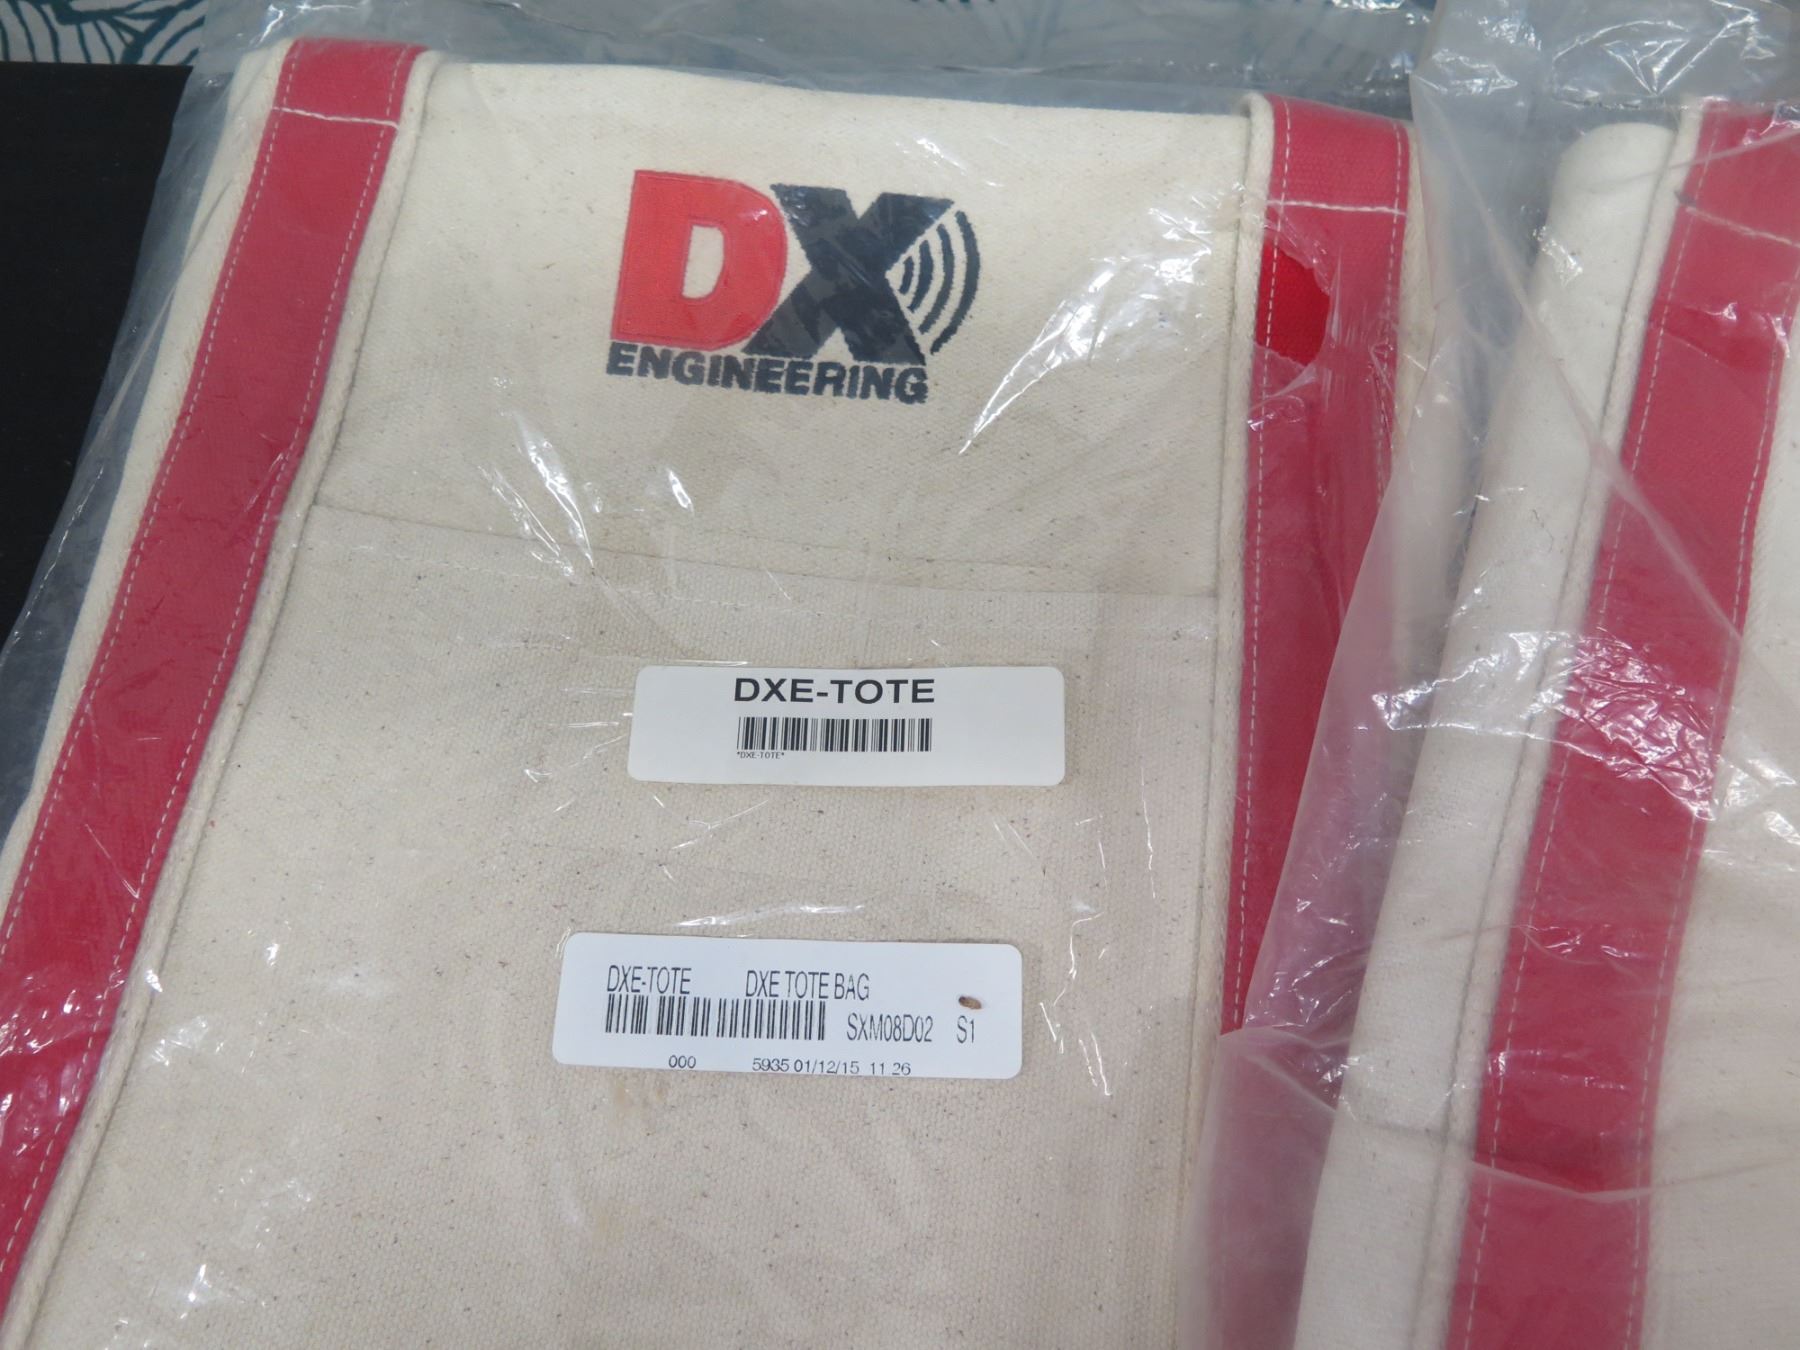 DX
ENGINEERING
DXE-TOTE
*DXE-TOTE*
DXE-TOTE DXE TOTE BAG
SXM08D02 S1
000 5935 01/12/15 11.26